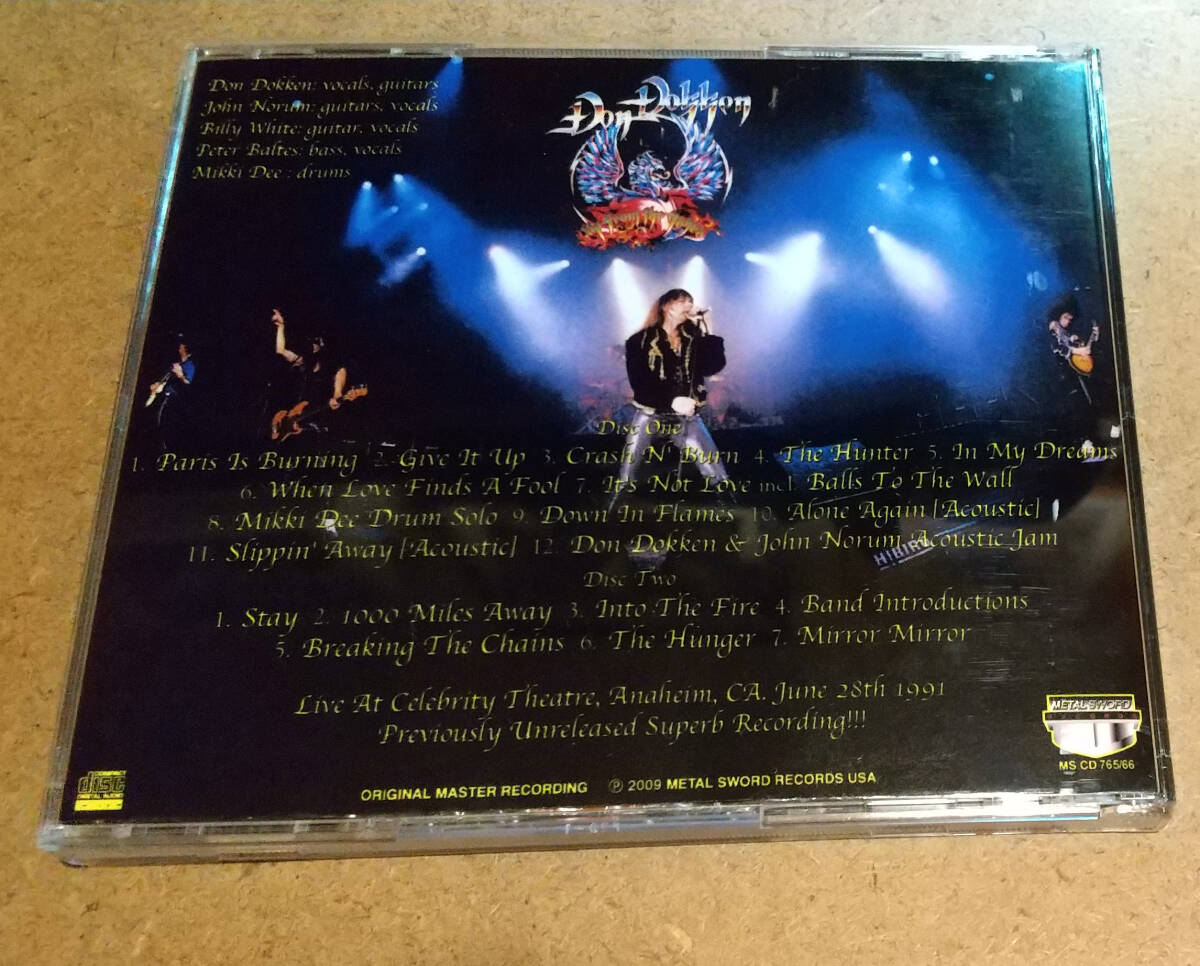 Don Dokken: vocals, guitars
John Norum: guitars, vocals
Billy White: guitar, vocals
Peter Baltes: bass, vocals
Mikki Dee : drums
Don Dokken
Disc One
1. Paris Is Burning 2. Give It Up 3. Crash N' Burn 4. The Hunter 5. In My Dreams
6. When Love Finds A Fool 7. It's Not Love incl. Balls To The Wall
8. Mikki Dee Drum Solo 9. Down In Flames 10. Alone Again [Acoustic]
11. Slippin' Away [Acoustic] 12. Don Dokken & John Norum Acoustic Jam
Disc Two
1. Stay 2. 1000 Miles Away 3. Into The Fire 4. Band Introductions
5. Breaking The Chains 6. The Hunger 7. Mirror Mirror
Live At Celebrity Theatre, Anaheim, CA. June 28th 1991
Previously Unreleased Superb Recording!!!
METAL SWORD
MS CD 765/66
COMPACT
disc
DIGITAL AUDIO
ORIGINAL MASTER RECORDING ℗ 2009 METAL SWORD RECORDS USA